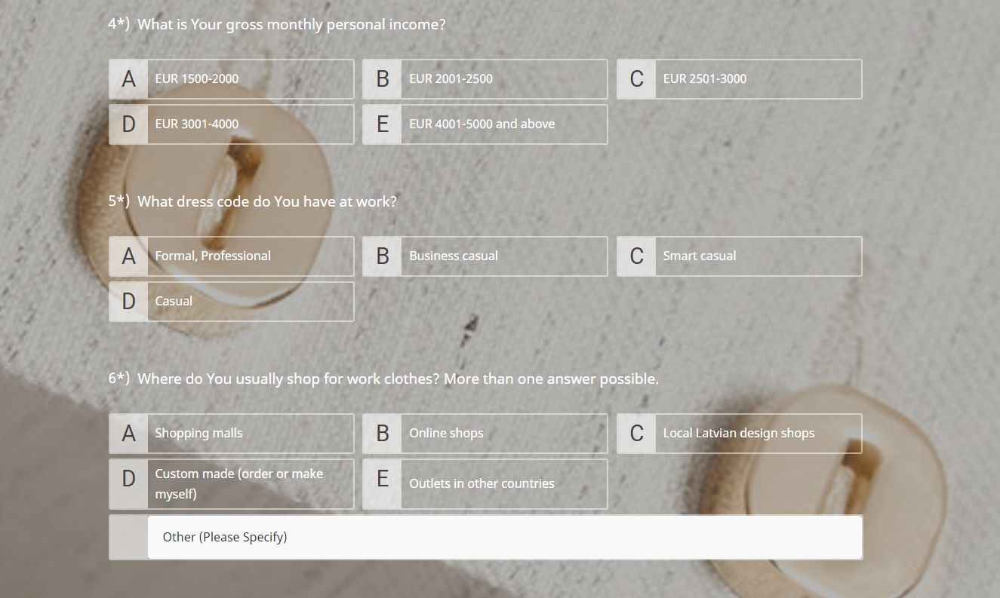 4*) What is Your gross monthly personal income?
A EUR 1500-2000
B EUR 2001-2500
C EUR 2501-3000
D EUR 3001-4000
E EUR 4001-5000 and above
5*) What dress code do You have at work?
A Formal, Professional
B Business casual
C Smart casual
D Casual
6*) Where do You usually shop for work clothes? More than one answer possible.
A Shopping malls
B Online shops
C Local Latvian design shops
D Custom made (order or make
myself)
E Outlets in other countries
Other (Please Specify)